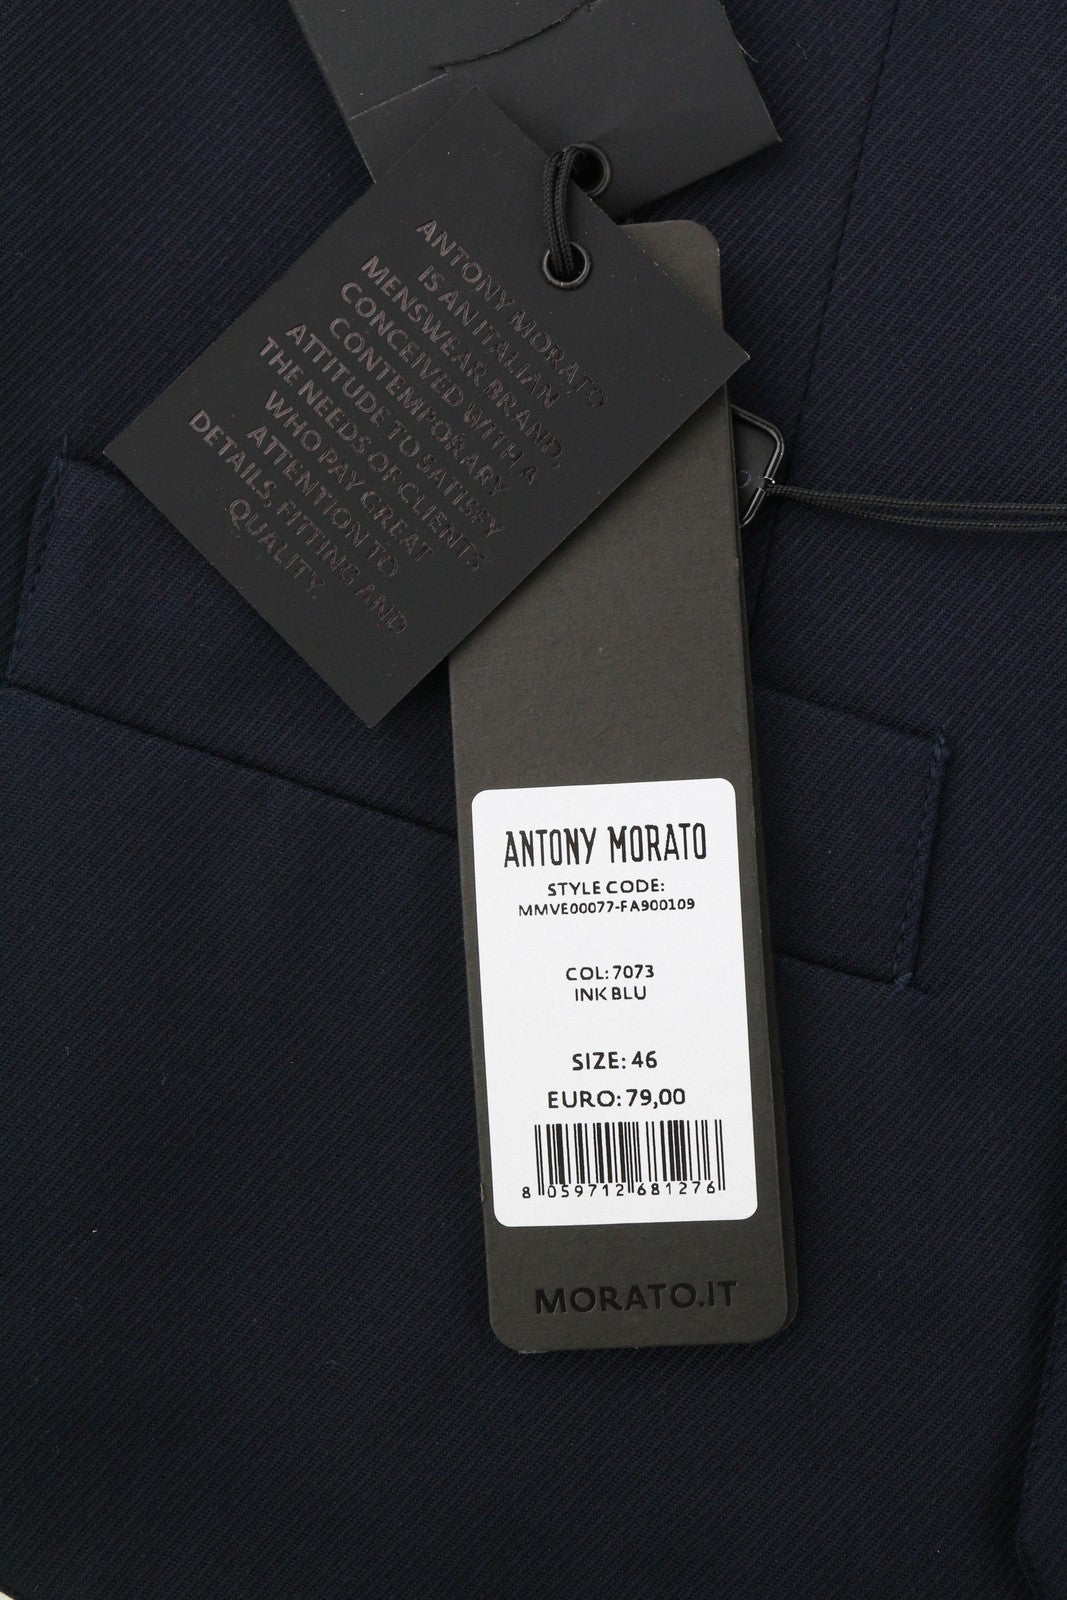 ANTONY MORATO
IS AN ITALIAN
MENSWEAR BRAND,
CONCEIVED WITH A
CONTEMPORARY
ATTITUDE TO SATISFY
THE NEEDS OF CLIENTS
WHO PAY GREAT
ATTENTION TO
DETAILS, FITTING AND
QUALITY.
ANTONY MORATO
STYLE CODE:
MMVE00077-FA900109
COL: 7073
INK BLU
SIZE: 46
EURO: 79,00
8 059712 681276
MORATO.IT